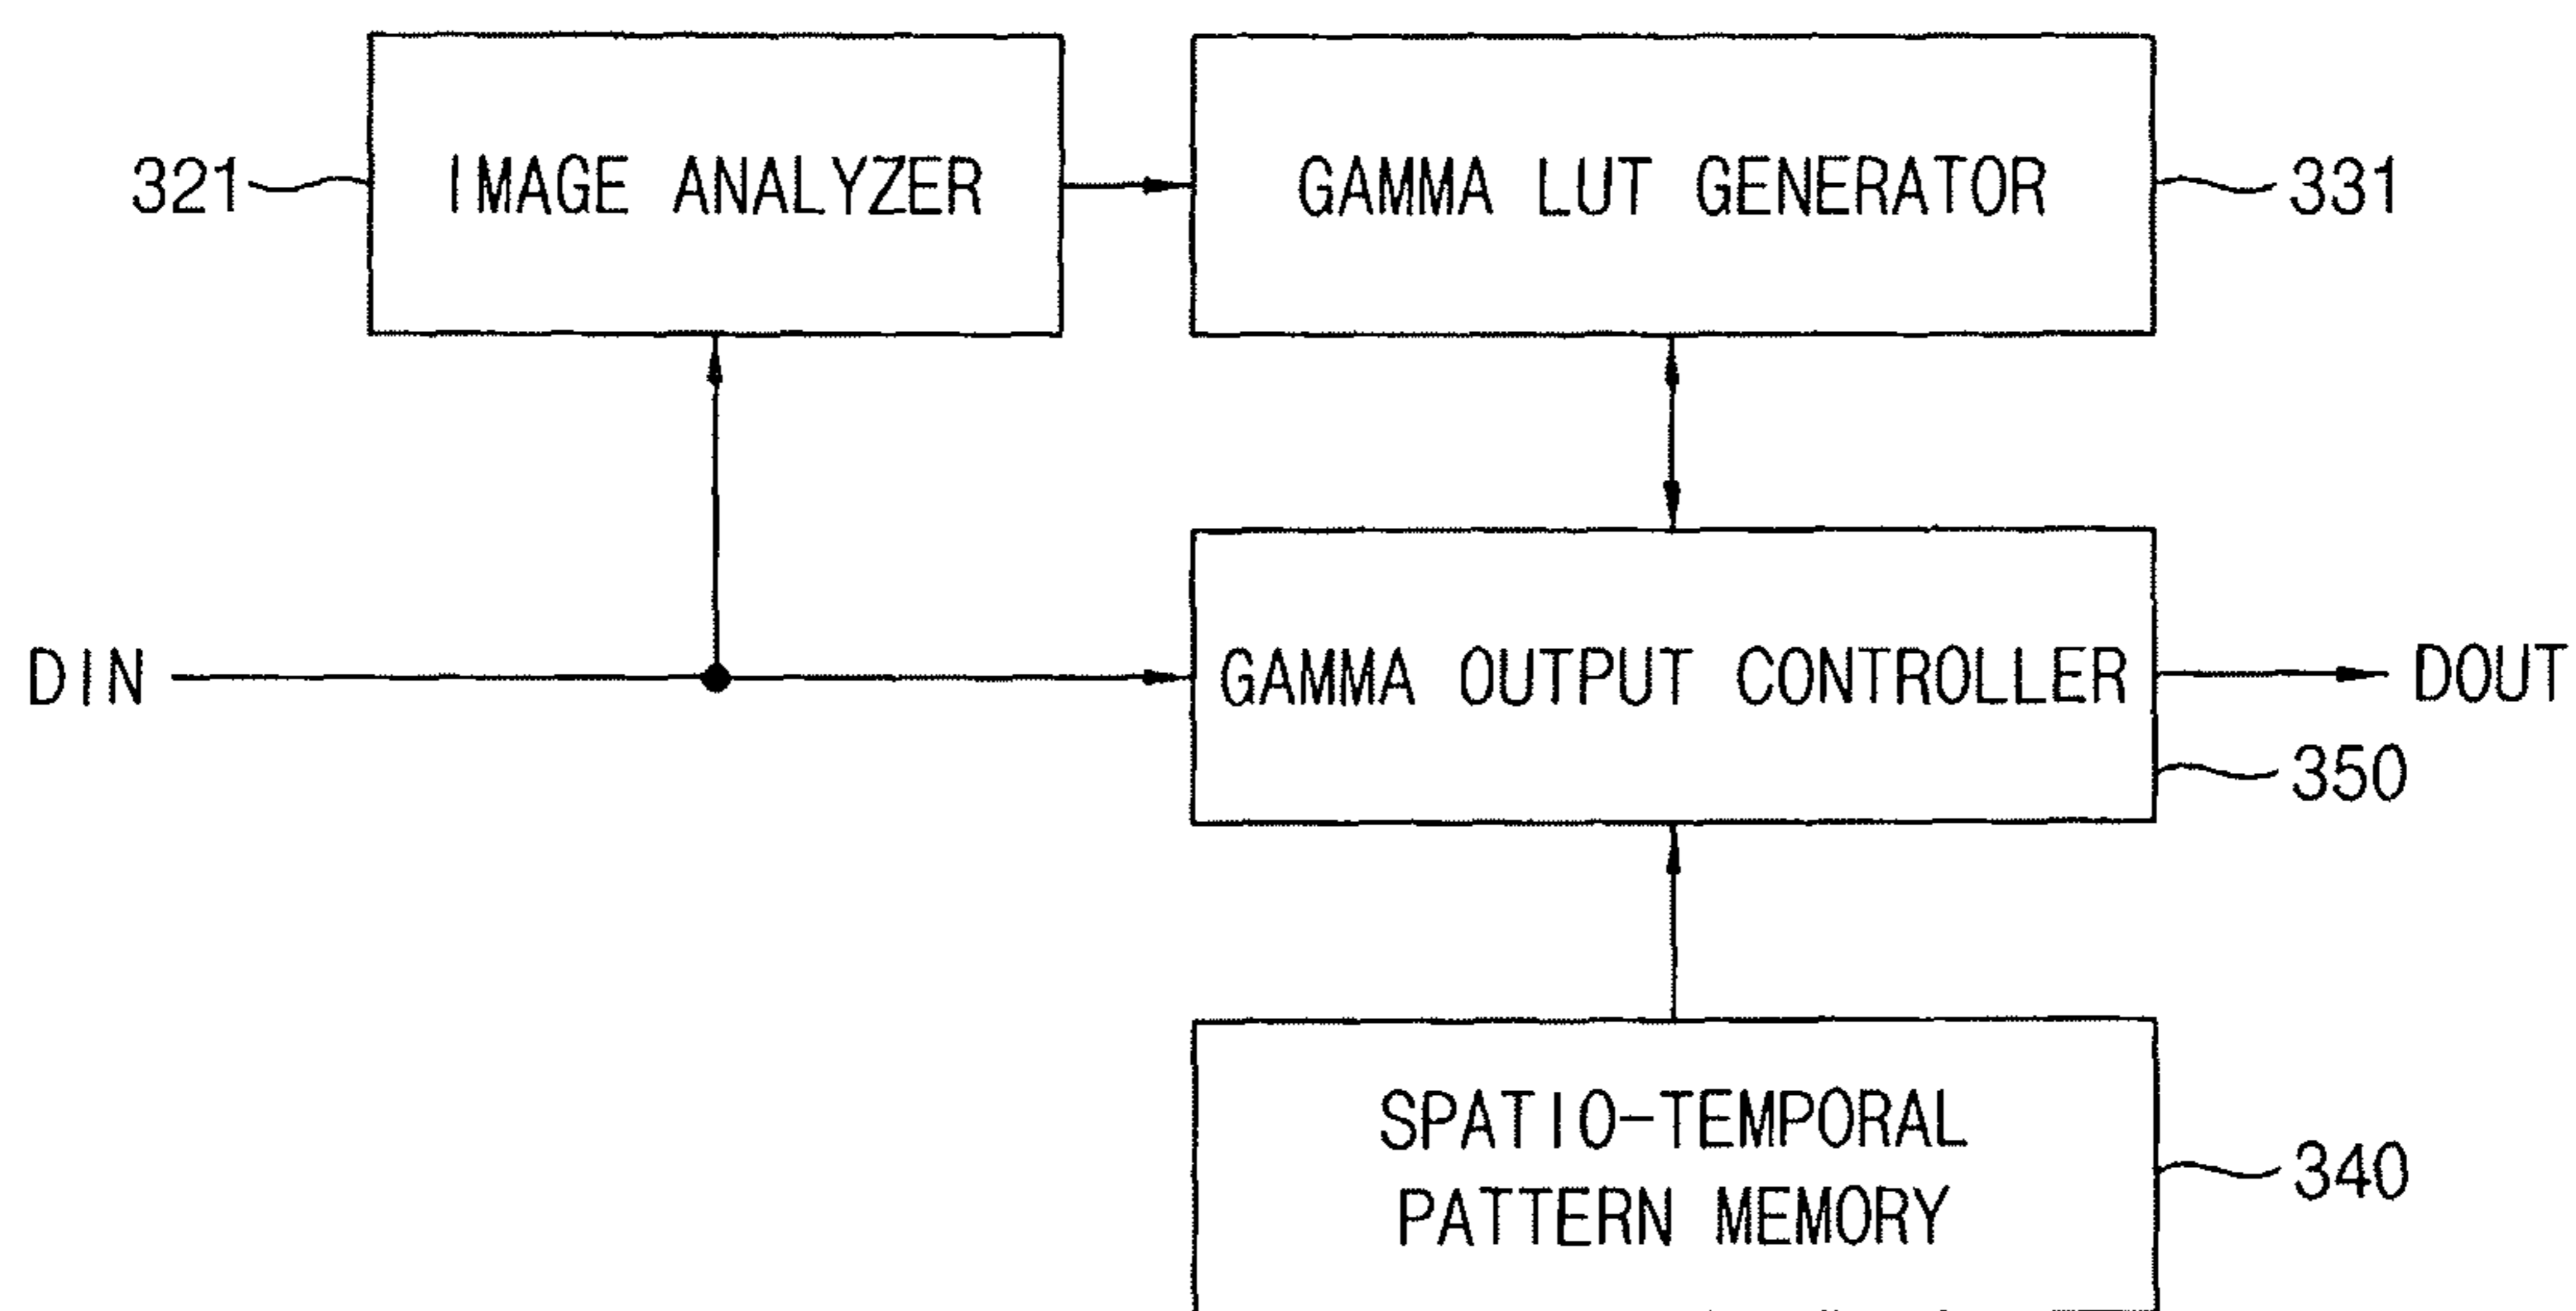 321
IMAGE ANALYZER
GAMMA LUT GENERATOR
331
DIN
GAMMA OUTPUT CONTROLLER
DOUT
350
SPATIO-TEMPORAL
PATTERN MEMORY
340